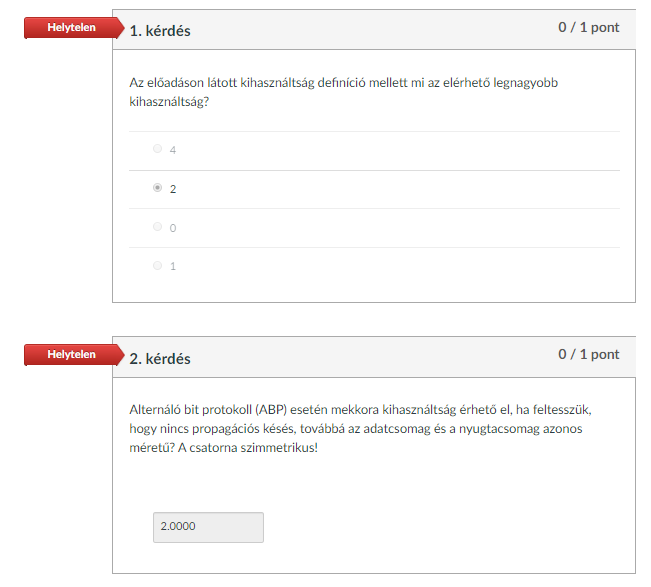 Helytelen
1. kérdés
0 / 1 pont
Az előadáson látott kihasználtság definíció mellett mi az elérhető legnagyobb
kihasználtság?
4
2
0
1
Helytelen
2. kérdés
0 / 1 pont
Alternáló bit protokoll (ABP) esetén mekkora kihasználtság érhető el, ha feltesszük,
hogy nincs propagációs késés, továbbá az adatcsomag és a nyugtacsomag azonos
méretű? A csatorna szimmetrikus!
2.0000